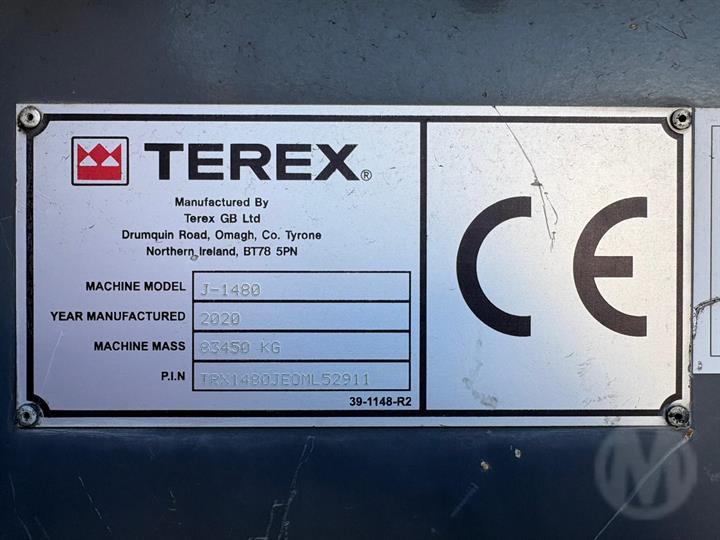 TEREX®
Manufactured By
Terex GB Ltd
Drumquin Road, Omagh, Co. Tyrone
Northern Ireland, BT78 5PN
MACHINE MODEL J-1480
YEAR MANUFACTURED 2020
MACHINE MASS 83450 KG
P.I.N TRX1480JEOML52911
39-1148-R2
CE
M